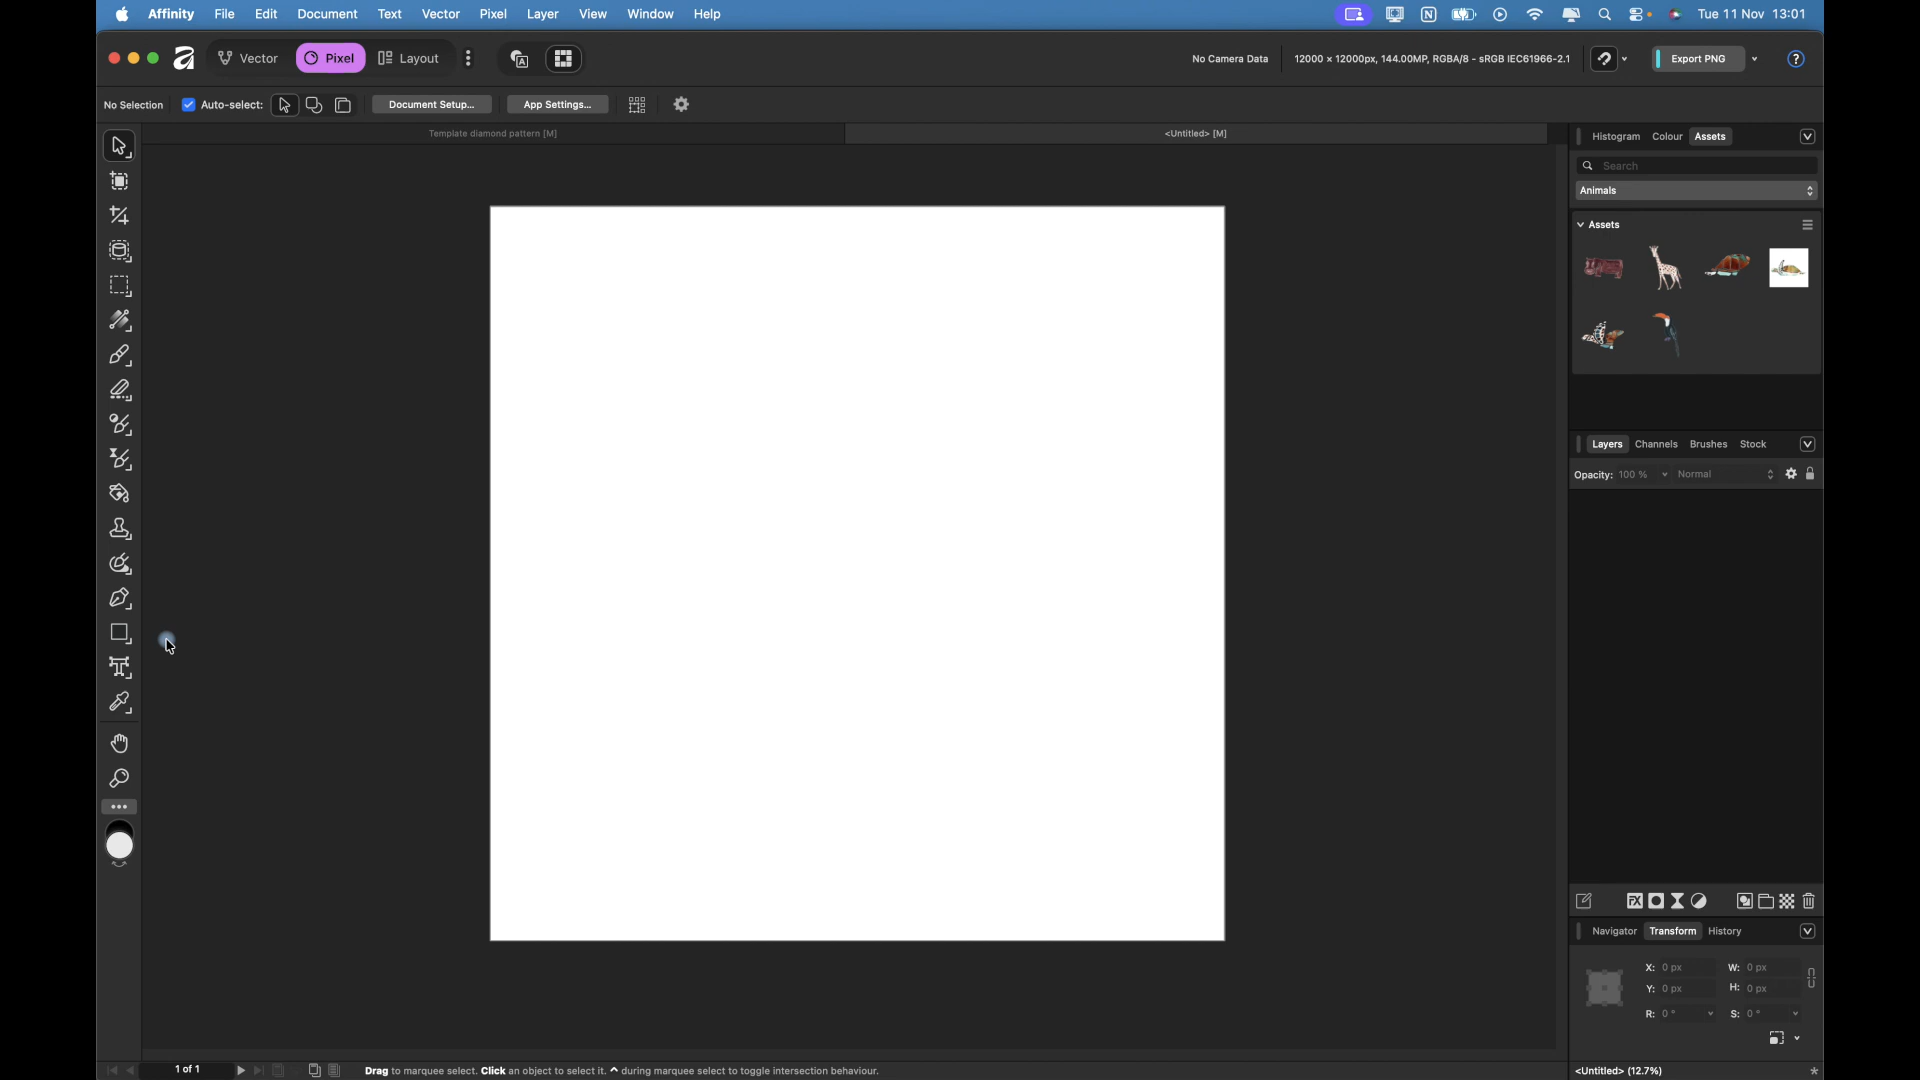 Affinity File Edit Document Text Vector Pixel Layer View Window Help Tue 11 Nov 13:01
Vector Pixel Layout No Camera Data 12000 × 12000px, 144.00MP, RGBA/8 - sRGB IEC61966-2.1 Export PNG
No Selection Auto-select: Document Setup... App Settings...
Template diamond pattern [M] <Untitled> [M]
Histogram Colour Assets
Search
Animals
Assets
Layers Channels Brushes Stock
Opacity: 100 % Normal
Navigator Transform History
X: 0 px W: 0 px
Y: 0 px H: 0 px
R: 0 ° S: 0 °
1 of 1 Drag to marquee select. Click an object to select it. ^ during marquee select to toggle intersection behaviour. <Untitled> (12.7%) *